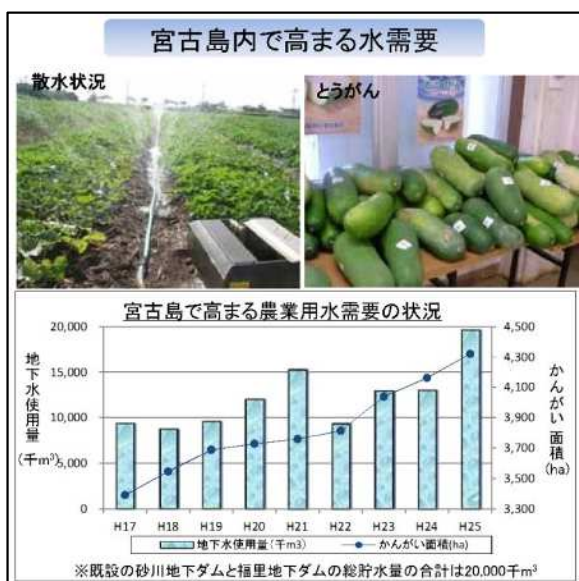 宮古島内で高まる水需要
散水状況
とうがん
宮古島で高まる農業用水需要の状況
地下水使用量
(千m³)
20,000
15,000
10,000
5,000
0
かんがい面積
(ha)
4,500
4,300
4,100
3,900
3,700
3,500
3,300
H17 H18 H19 H20 H21 H22 H23 H24 H25
地下水使用量(千m3) かんがい面積(ha)
※既設の砂川地下ダムと福里地下ダムの総貯水量の合計は20,000千m³